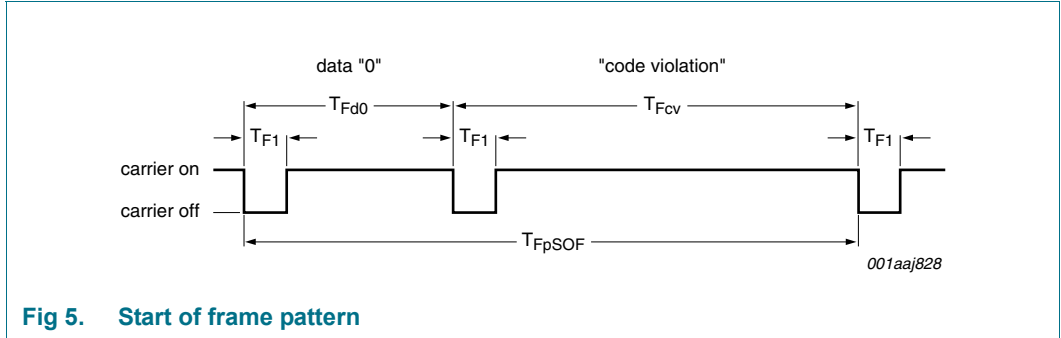 data "0" "code violation"
TFd0 TFcv
TF1 TF1 TF1
carrier on
carrier off
TFpSOF
001aaj828
Fig 5. Start of frame pattern